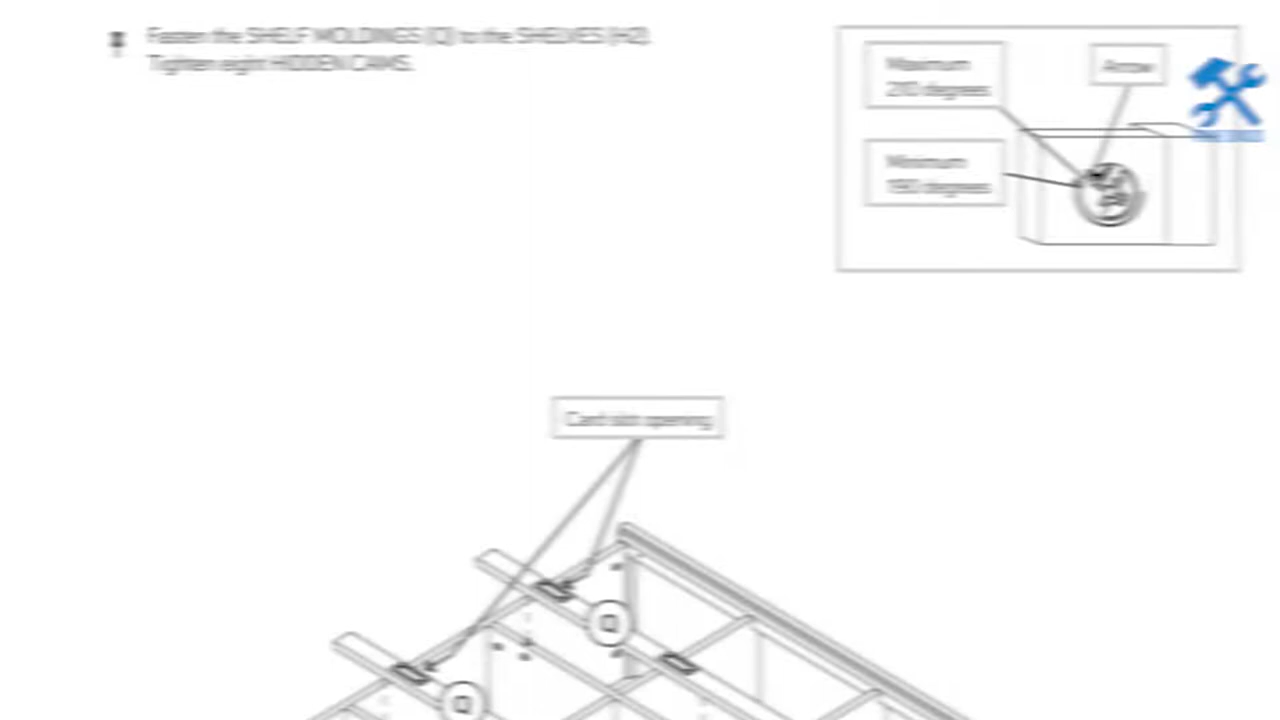 Fasten the SHELF MOLDINGS (Q) to the SHELVES (H2).
Tighten eight HIDDEN CAMS.
Maximum
210 degrees
Arrow
Minimum
190 degrees
Card slot opening
Q
Q